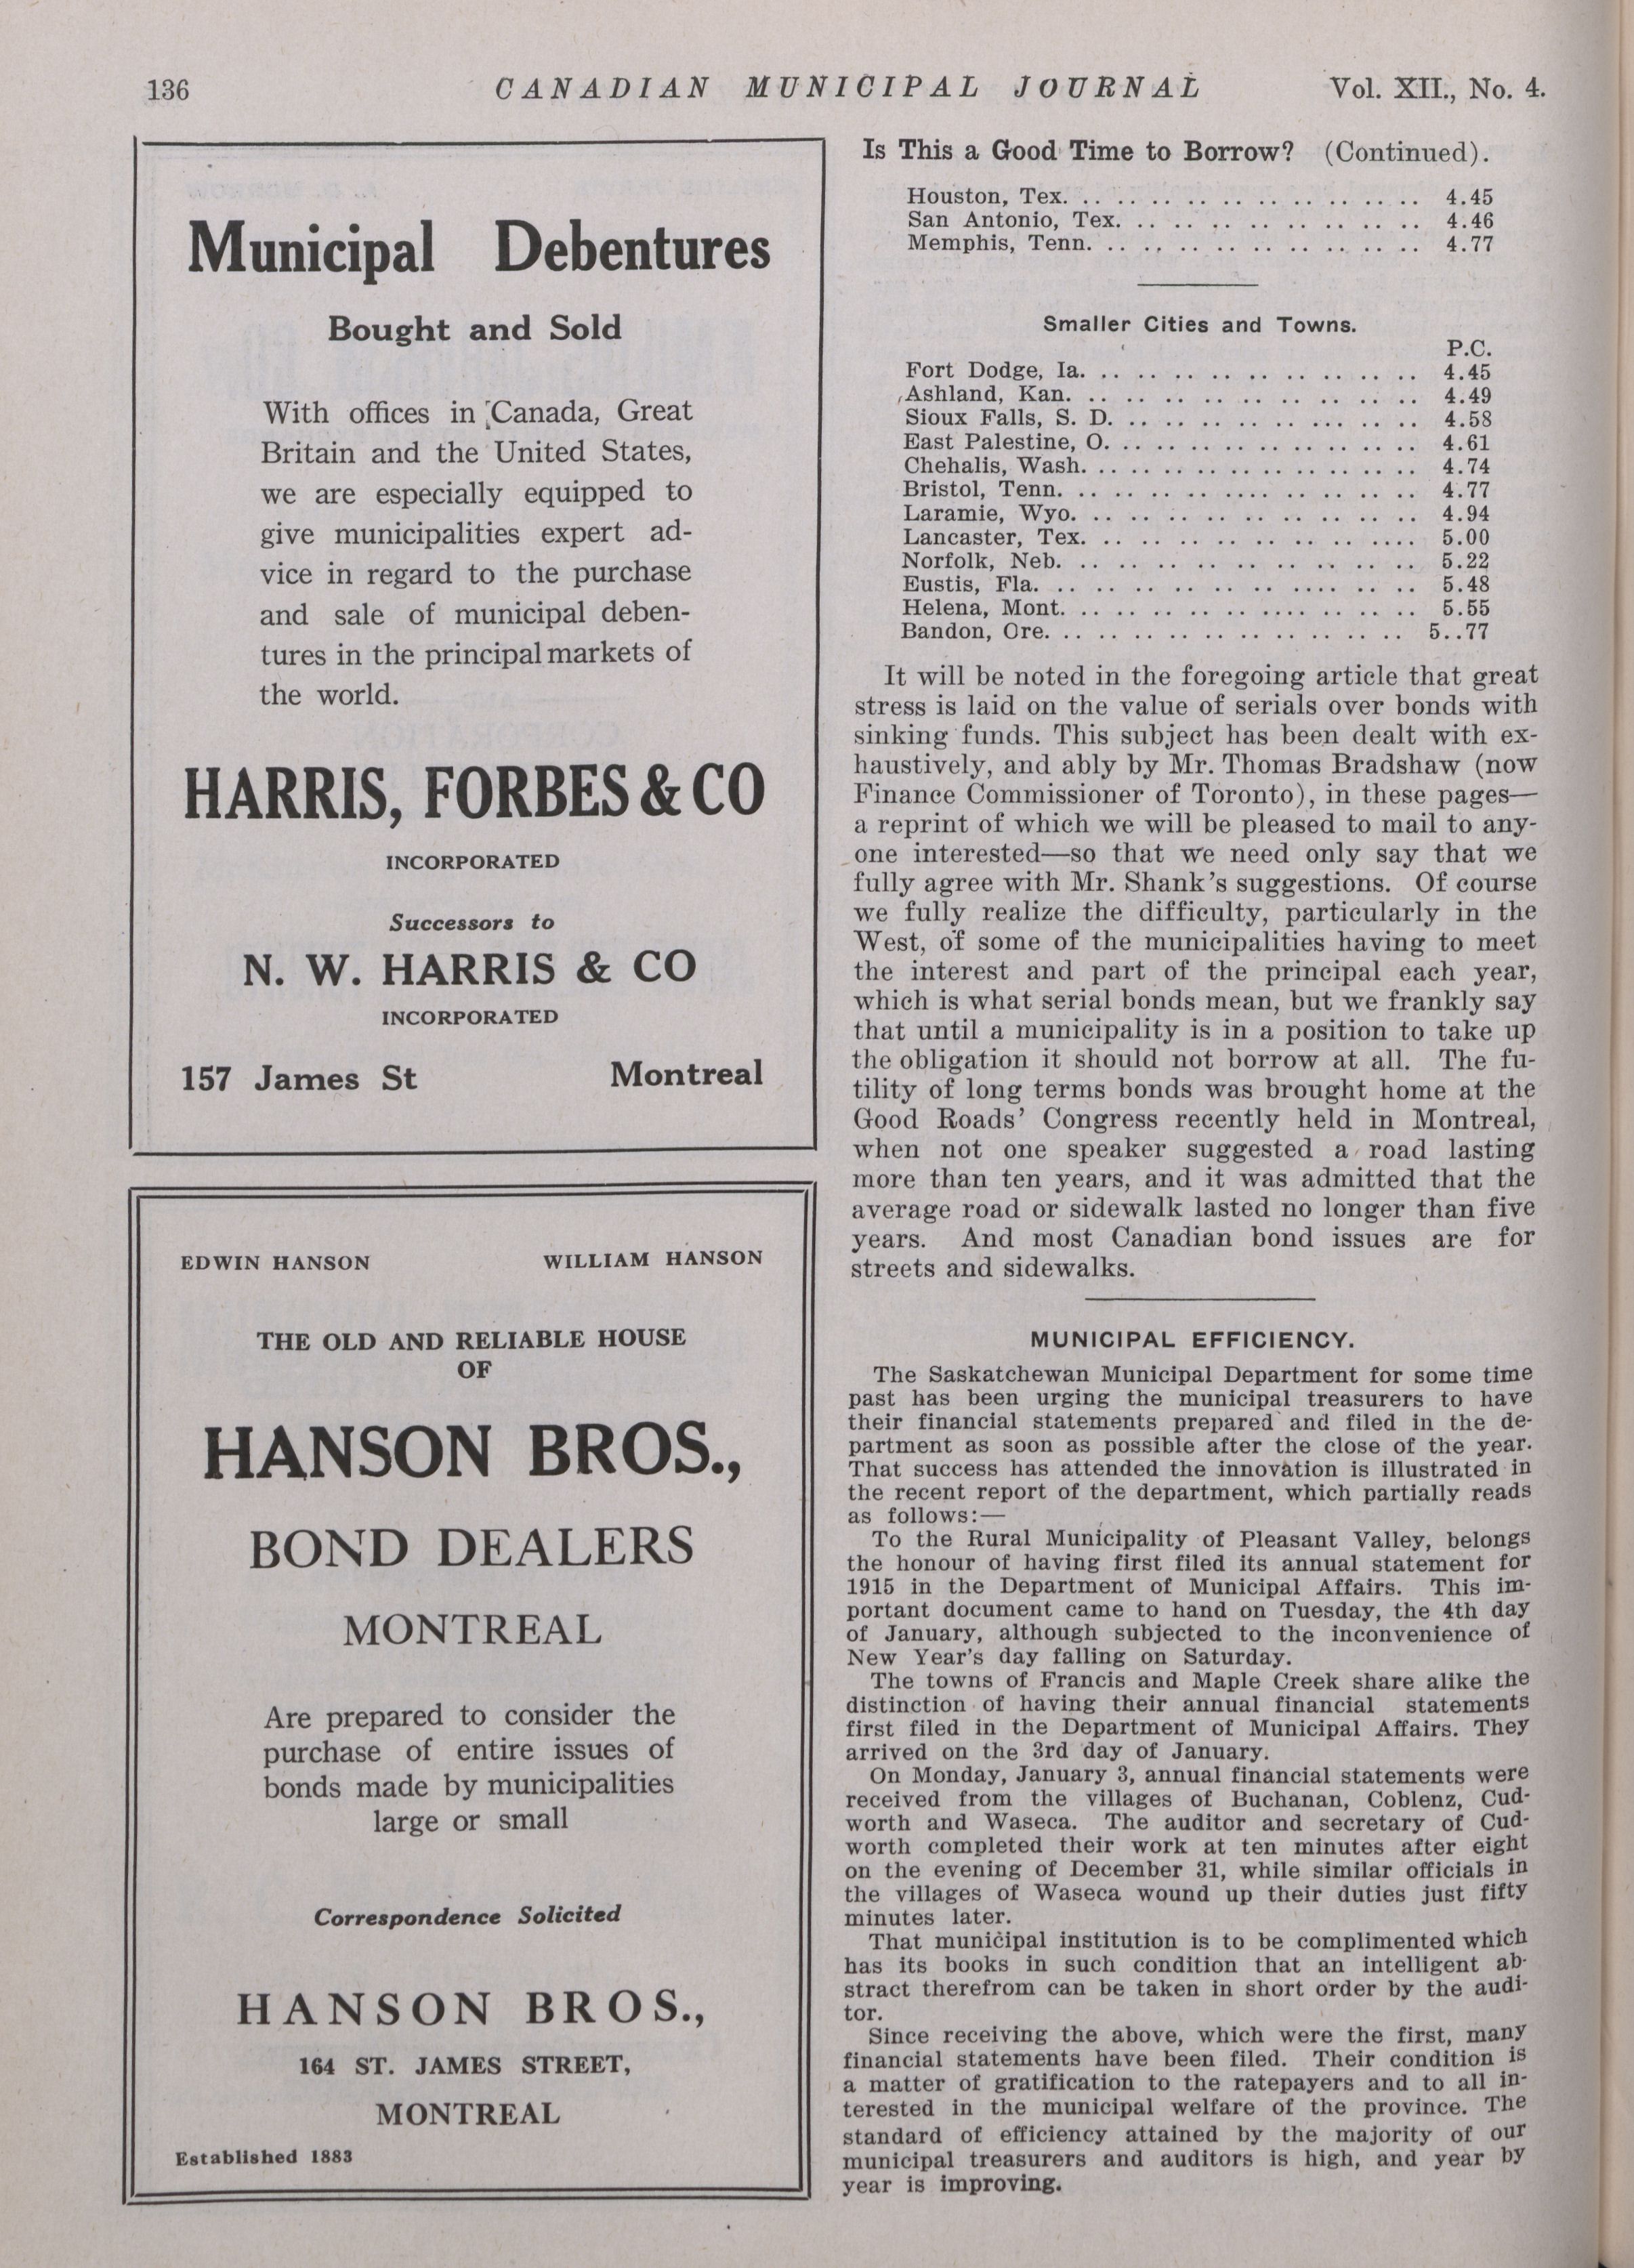 136
CANADIAN MUNICIPAL JOURNAL
Vol. XII., No. 4.
Municipal Debentures
Bought and Sold
With offices in Canada, Great
Britain and the United States,
we are especially equipped to
give municipalities expert ad-
vice in regard to the purchase
and sale of municipal deben-
tures in the principal markets of
the world.
HARRIS, FORBES & CO
INCORPORATED
Successors to
N. W. HARRIS & CO
INCORPORATED
157 James St Montreal
EDWIN HANSON WILLIAM HANSON
THE OLD AND RELIABLE HOUSE
OF
HANSON BROS.,
BOND DEALERS
MONTREAL
Are prepared to consider the
purchase of entire issues of
bonds made by municipalities
large or small
Correspondence Solicited
HANSON BROS.,
164 ST. JAMES STREET,
MONTREAL
Established 1883
Is This a Good Time to Borrow? (Continued).
Houston, Tex. .. .. .. .. .. .. .. .. .. 4.45
San Antonio, Tex. .. .. .. .. .. .. .. .. 4.46
Memphis, Tenn. .. .. .. .. .. .. .. .. .. 4.77
Smaller Cities and Towns.
P.C.
Fort Dodge, Ia. .. .. .. .. .. .. .. .. .. 4.45
Ashland, Kan. .. .. .. .. .. .. .. .. .. 4.49
Sioux Falls, S. D. .. .. .. .. .. .. .. .. 4.58
East Palestine, O. .. .. .. .. .. .. .. .. 4.61
Chehalis, Wash. .. .. .. .. .. .. .. .. .. 4.74
Bristol, Tenn. .. .. .. .. .. .. .. .. .. 4.77
Laramie, Wyo. .. .. .. .. .. .. .. .. .. 4.94
Lancaster, Tex. .. .. .. .. .. .. .. .... 5.00
Norfolk, Neb. .. .. .. .. .. .. .. .. .. 5.22
Eustis, Fla. .. .. .. .. .. .. .... .. .. 5.48
Helena, Mont. .. .. .. .. .. .... .. .. .. 5.55
Bandon, Ore. .. .. .. .. .. .. .. .. .. 5..77
It will be noted in the foregoing article that great
stress is laid on the value of serials over bonds with
sinking funds. This subject has been dealt with ex-
haustively, and ably by Mr. Thomas Bradshaw (now
Finance Commissioner of Toronto), in these pages—
a reprint of which we will be pleased to mail to any-
one interested—so that we need only say that we
fully agree with Mr. Shank's suggestions. Of course
we fully realize the difficulty, particularly in the
West, of some of the municipalities having to meet
the interest and part of the principal each year,
which is what serial bonds mean, but we frankly say
that until a municipality is in a position to take up
the obligation it should not borrow at all. The fu-
tility of long terms bonds was brought home at the
Good Roads' Congress recently held in Montreal,
when not one speaker suggested a road lasting
more than ten years, and it was admitted that the
average road or sidewalk lasted no longer than five
years. And most Canadian bond issues are for
streets and sidewalks.
MUNICIPAL EFFICIENCY.
The Saskatchewan Municipal Department for some time
past has been urging the municipal treasurers to have
their financial statements prepared and filed in the de-
partment as soon as possible after the close of the year.
That success has attended the innovation is illustrated in
the recent report of the department, which partially reads
as follows:—
To the Rural Municipality of Pleasant Valley, belongs
the honour of having first filed its annual statement for
1915 in the Department of Municipal Affairs. This im-
portant document came to hand on Tuesday, the 4th day
of January, although subjected to the inconvenience of
New Year's day falling on Saturday.
The towns of Francis and Maple Creek share alike the
distinction of having their annual financial statements
first filed in the Department of Municipal Affairs. They
arrived on the 3rd day of January.
On Monday, January 3, annual financial statements were
received from the villages of Buchanan, Coblenz, Cud-
worth and Waseca. The auditor and secretary of Cud-
worth completed their work at ten minutes after eight
on the evening of December 31, while similar officials in
the villages of Waseca wound up their duties just fifty
minutes later.
That municipal institution is to be complimented which
has its books in such condition that an intelligent ab-
stract therefrom can be taken in short order by the audi-
tor.
Since receiving the above, which were the first, many
financial statements have been filed. Their condition is
a matter of gratification to the ratepayers and to all in-
terested in the municipal welfare of the province. The
standard of efficiency attained by the majority of our
municipal treasurers and auditors is high, and year by
year is improving.